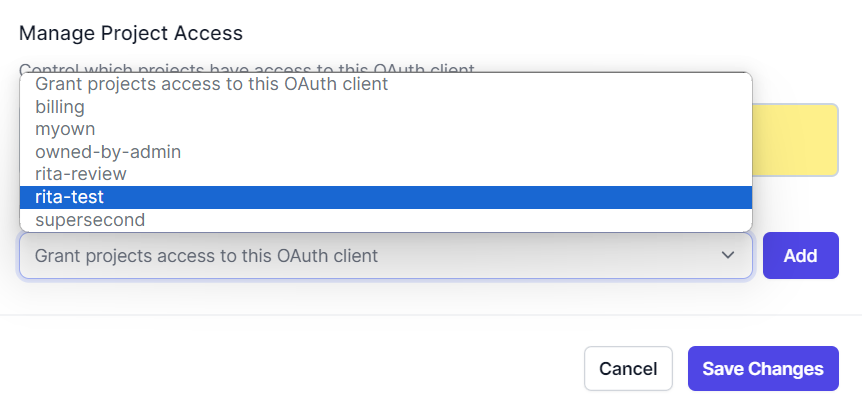 Manage Project Access
Control which projects have access to this OAuth client
Grant projects access to this OAuth client
billing
myown
owned-by-admin
rita-review
rita-test
supersecond
Grant projects access to this OAuth client
Add
Cancel
Save Changes